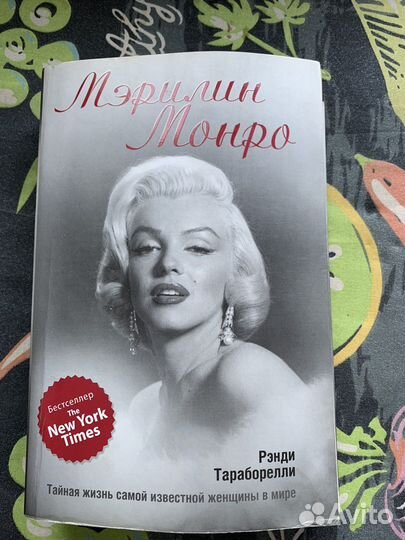 Мэрилин
Монро
Бестселлер
The
New York
Times
Рэнди
Тараборелли
Тайная жизнь самой известной женщины в мире
Avito